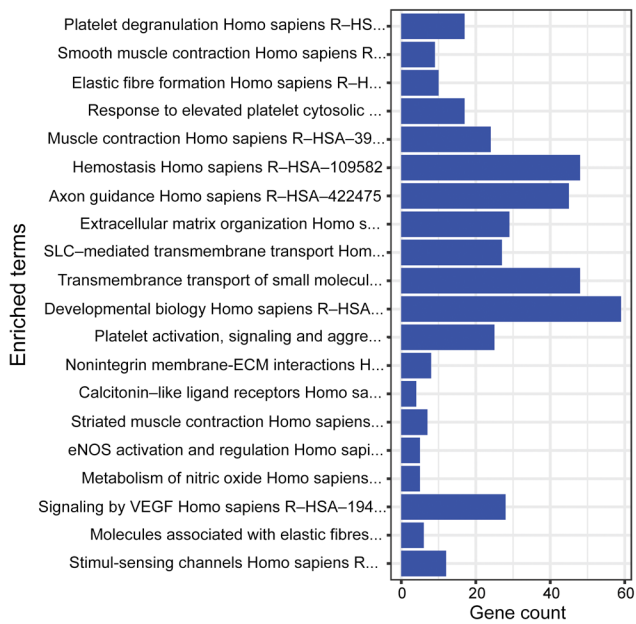 Platelet degranulation Homo sapiens R–HS...
Smooth muscle contraction Homo sapiens R...
Elastic fibre formation Homo sapiens R–H...
Response to elevated platelet cytosolic ...
Muscle contraction Homo sapiens R–HSA–39...
Hemostasis Homo sapiens R–HSA–109582
Axon guidance Homo sapiens R–HSA–422475
Extracellular matrix organization Homo s...
SLC–mediated transmembrane transport Hom...
Transmembrance transport of small molecul...
Developmental biology Homo sapiens R–HSA...
Platelet activation, signaling and aggre...
Nonintegrin membrane-ECM interactions H...
Calcitonin–like ligand receptors Homo sa...
Striated muscle contraction Homo sapiens...
eNOS activation and regulation Homo sapi...
Metabolism of nitric oxide Homo sapiens...
Signaling by VEGF Homo sapiens R–HSA–194...
Molecules associated with elastic fibres...
Stimul-sensing channels Homo sapiens R...
Enriched terms
0 20 40 60
Gene count